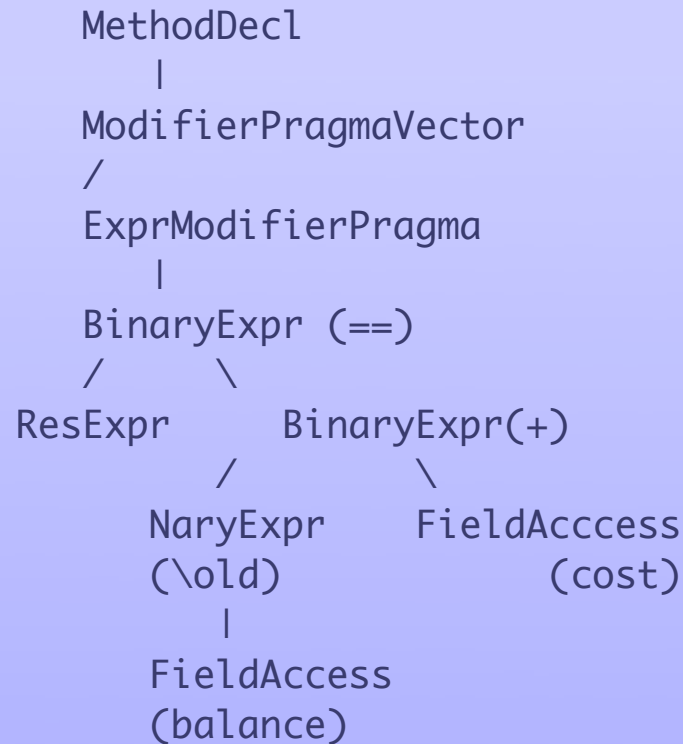 MethodDecl
|
ModifierPragmaVector
/
ExprModifierPragma
|
BinaryExpr (==)
/ \
ResExpr BinaryExpr(+)
/ \
NaryExpr FieldAcccess
(\old) (cost)
|
FieldAccess
(balance)